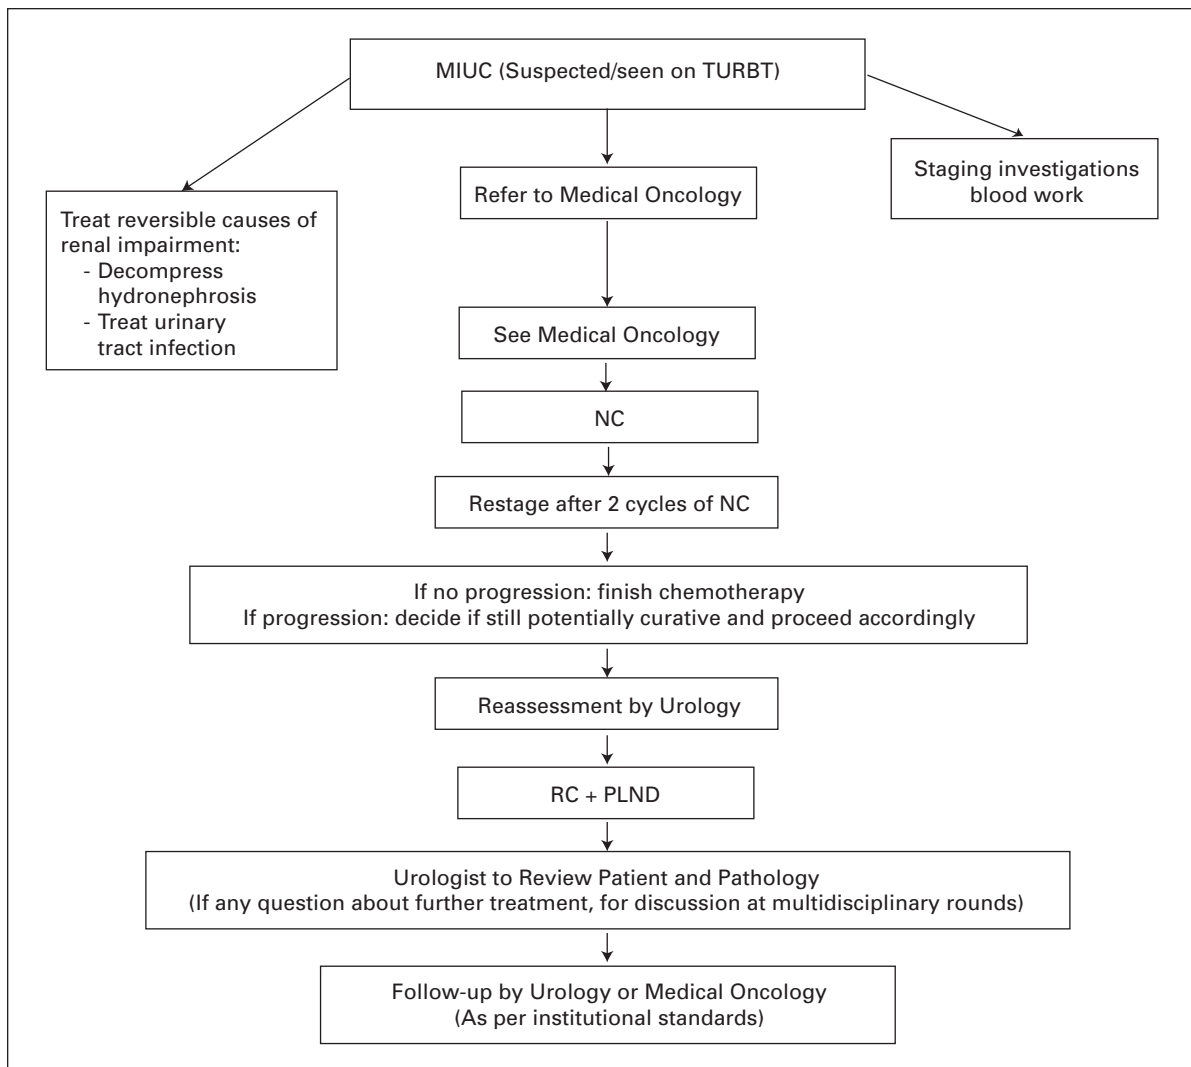 MIUC (Suspected/seen on TURBT)
Treat reversible causes of
renal impairment:
- Decompress
hydronephrosis
- Treat urinary
tract infection
Refer to Medical Oncology
Staging investigations
blood work
See Medical Oncology
NC
Restage after 2 cycles of NC
If no progression: finish chemotherapy
If progression: decide if still potentially curative and proceed accordingly
Reassessment by Urology
RC + PLND
Urologist to Review Patient and Pathology
(If any question about further treatment, for discussion at multidisciplinary rounds)
Follow-up by Urology or Medical Oncology
(As per institutional standards)